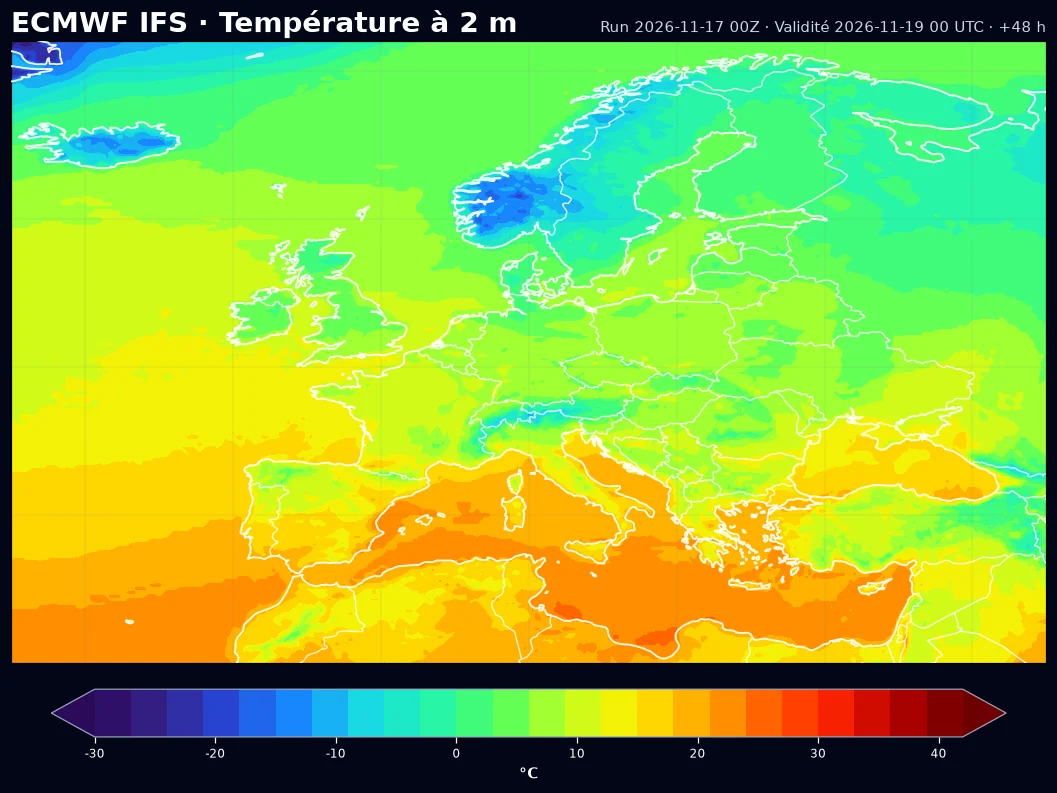 ECMWF IFS · Température à 2 m
Run 2026-11-17 00Z · Validité 2026-11-19 00 UTC · +48 h
-30 -20 -10 0 10 20 30 40
°C